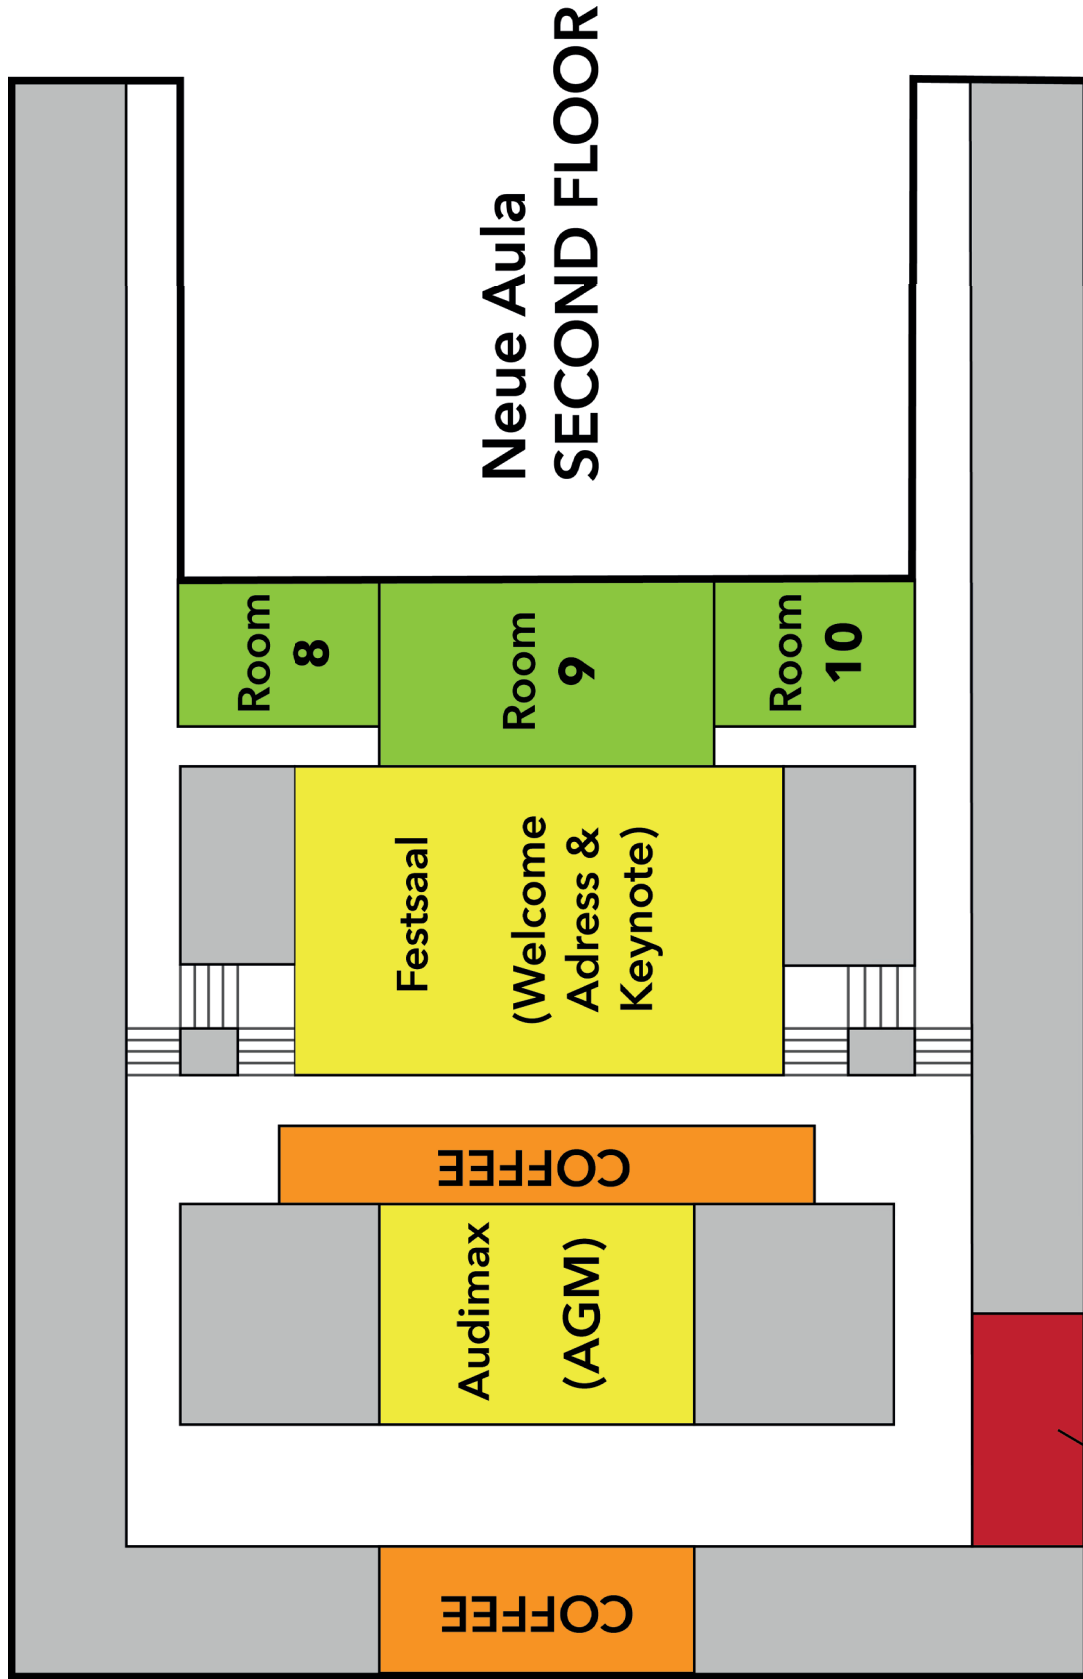 Neue Aula
SECOND FLOOR
Room
8
Room
9
Room
10
Festsaal
(Welcome
Adress &
Keynote)
COFFEE
Audimax
(AGM)
COFFEE